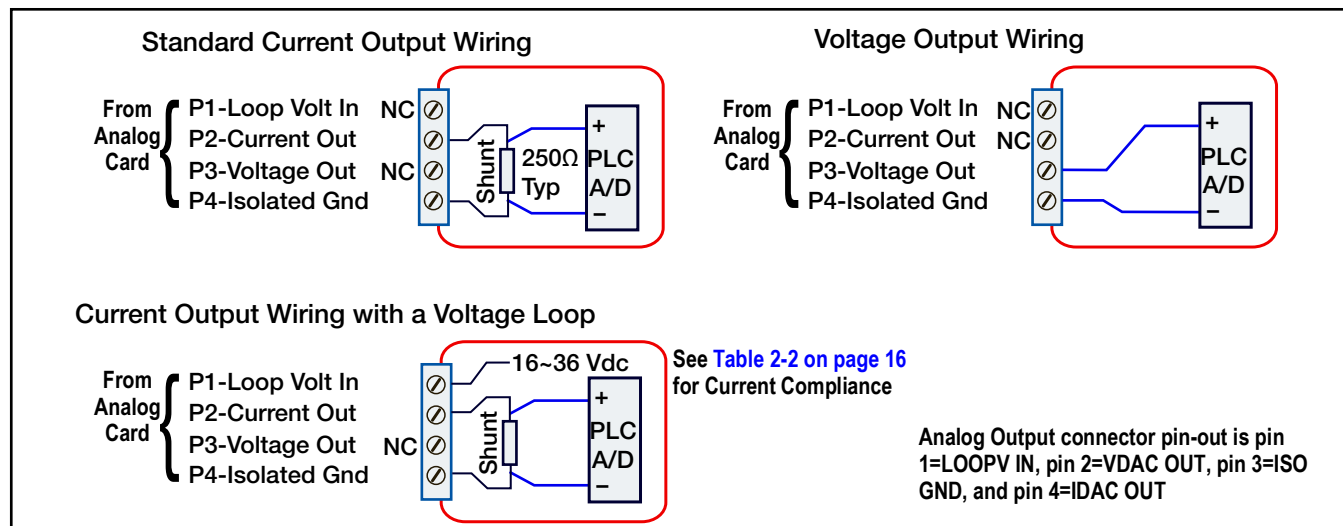 Standard Current Output Wiring
From
Analog
Card
P1-Loop Volt In
P2-Current Out
P3-Voltage Out
P4-Isolated Gnd
NC
NC
Shunt
250Ω
Typ
+
PLC
A/D
−
Voltage Output Wiring
From
Analog
Card
P1-Loop Volt In
P2-Current Out
P3-Voltage Out
P4-Isolated Gnd
NC
NC
+
PLC
A/D
−
Current Output Wiring with a Voltage Loop
From
Analog
Card
P1-Loop Volt In
P2-Current Out
P3-Voltage Out
P4-Isolated Gnd
NC
16~36 Vdc
Shunt
+
PLC
A/D
−
See Table 2-2 on page 16
for Current Compliance
Analog Output connector pin-out is pin
1=LOOPV IN, pin 2=VDAC OUT, pin 3=ISO
GND, and pin 4=IDAC OUT